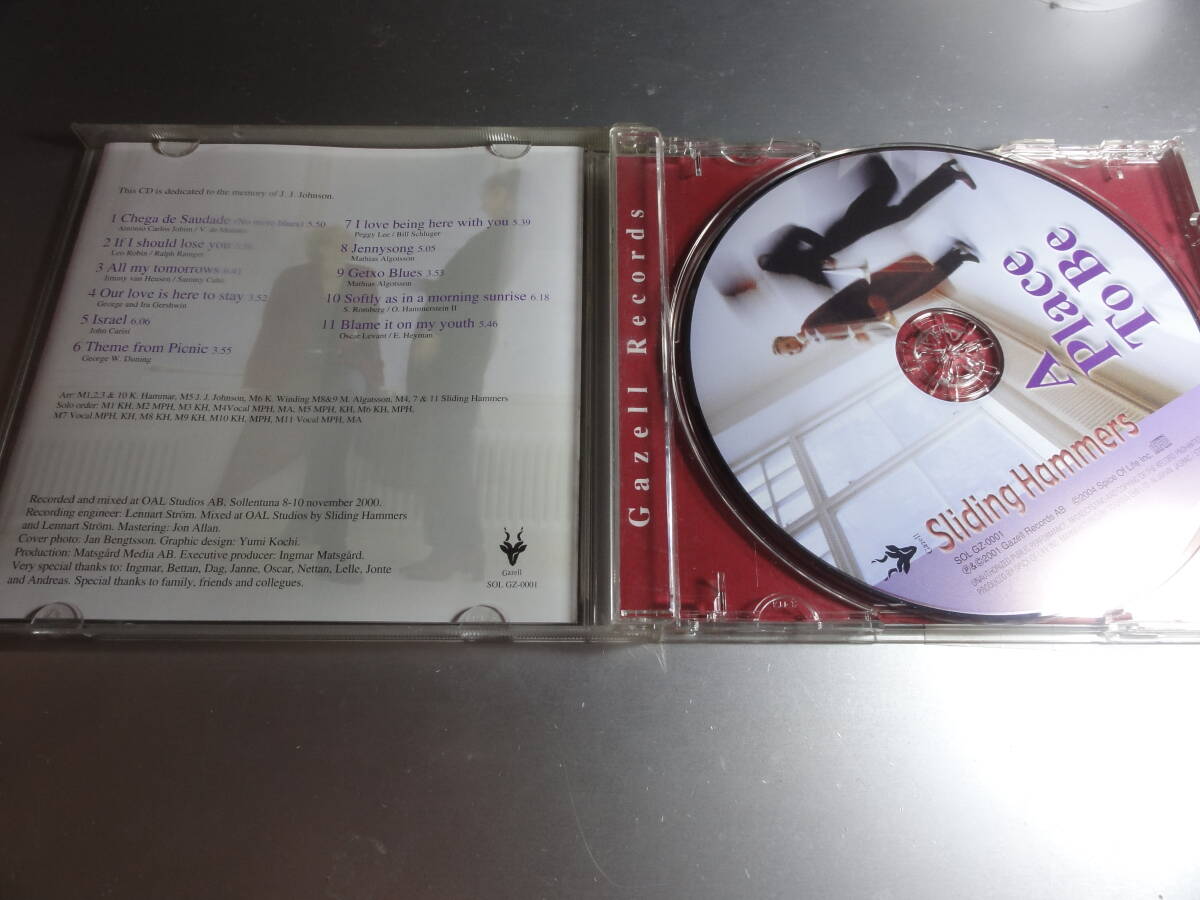 This CD is dedicated to the memory of J. J. Johnson.
1 Chega de Saudade (No more blues) 5.50
Antonio Carlos Jobim / V. de Moraes
2 If I should lose you
Leo Robin / Ralph Rainger
3 All my tomorrows
Jimmy van Heusen / Sammy Cahn
4 Our love is here to stay 3.52
George and Ira Gershwin
5 Israel 6.06
John Carisi
6 Theme from Picnic 3.55
George W. Duning
7 I love being here with you 5.39
Peggy Lee / Bill Schluger
8 Jennysong 5.05
Mathias Algotsson
9 Getxo Blues 3.53
Mathias Algotsson
10 Softly as in a morning sunrise 6.18
S. Romberg / O. Hammerstein II
11 Blame it on my youth 5.46
Oscar Levant / E. Heyman
Arr: M1,2,3 & 10 K. Hammar, M5 J. J. Johnson, M6 K. Winding M8&9 M. Algotsson, M4, 7 & 11 Sliding Hammers
Solo order: M1 KH, M2 MPH, M3 KH, M4Vocal MPH, MA. M5 MPH, KH, M6 KH, MPH,
M7 Vocal MPH, KH, M8 KH, M9 KH, M10 KH, MPH, M11 Vocal MPH, MA
Recorded and mixed at OAL Studios AB, Sollentuna 8-10 november 2000.
Recording engineer: Lennart Ström. Mixed at OAL Studios by Sliding Hammers
and Lennart Ström. Mastering: Jon Allan.
Cover photo: Jan Bengtsson. Graphic design: Yumi Kochi.
Production: Matsgård Media AB. Executive producer: Ingmar Matsgård.
Very special thanks to: Ingmar, Bettan, Dag, Janne, Oscar, Nettan, Lelle, Jonte
and Andreas. Special thanks to family, friends and collegues.
Gazell
SOL GZ-0001
Gazell Records
A
Place
To Be
Sliding Hammers
Gazell
SOL GZ-0001
℗&©2001 Gazell Records AB ©2004 Spice Of Life Inc.